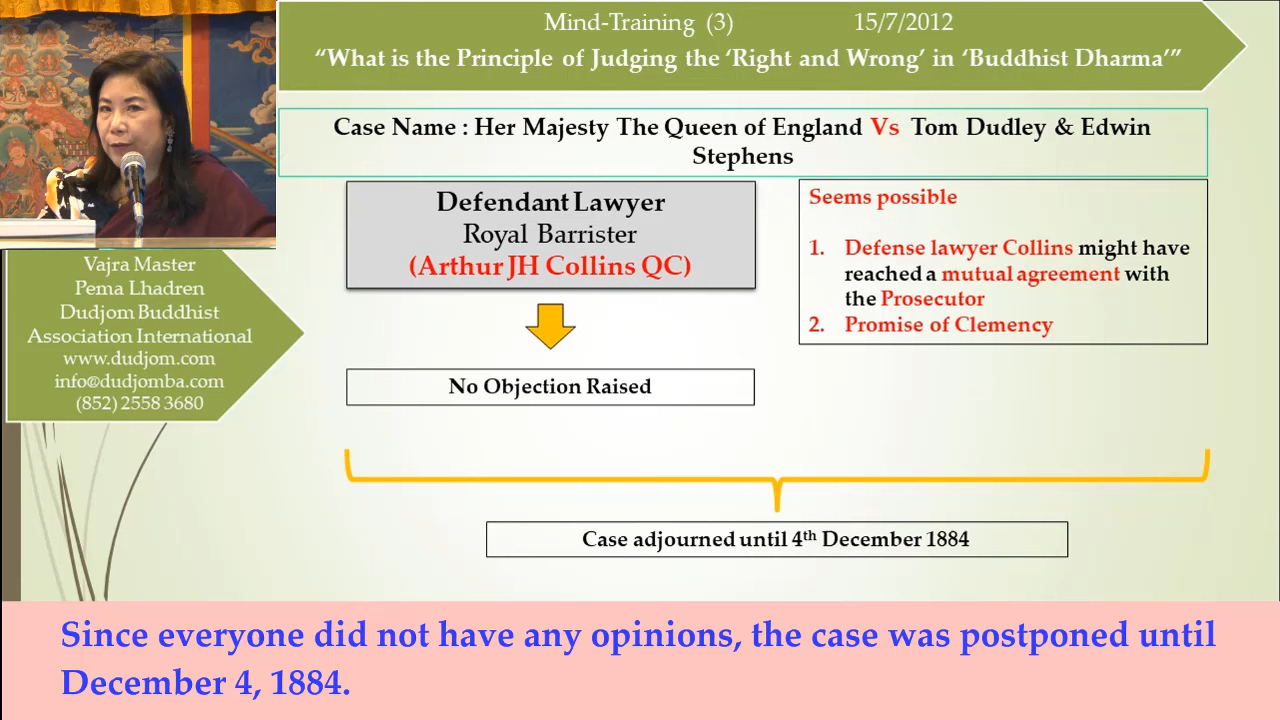 Mind-Training (3) 15/7/2012
“What is the Principle of Judging the ‘Right and Wrong’ in ‘Buddhist Dharma’”
Case Name : Her Majesty The Queen of England Vs Tom Dudley & Edwin
Stephens
Defendant Lawyer
Royal Barrister
(Arthur JH Collins QC)
No Objection Raised
Seems possible
1. Defense lawyer Collins might have
reached a mutual agreement with
the Prosecutor
2. Promise of Clemency
Vajra Master
Pema Lhadren
Dudjom Buddhist
Association International
www.dudjom.com
info@dudjomba.com
(852) 2558 3680
Case adjourned until 4th December 1884
Since everyone did not have any opinions, the case was postponed until
December 4, 1884.